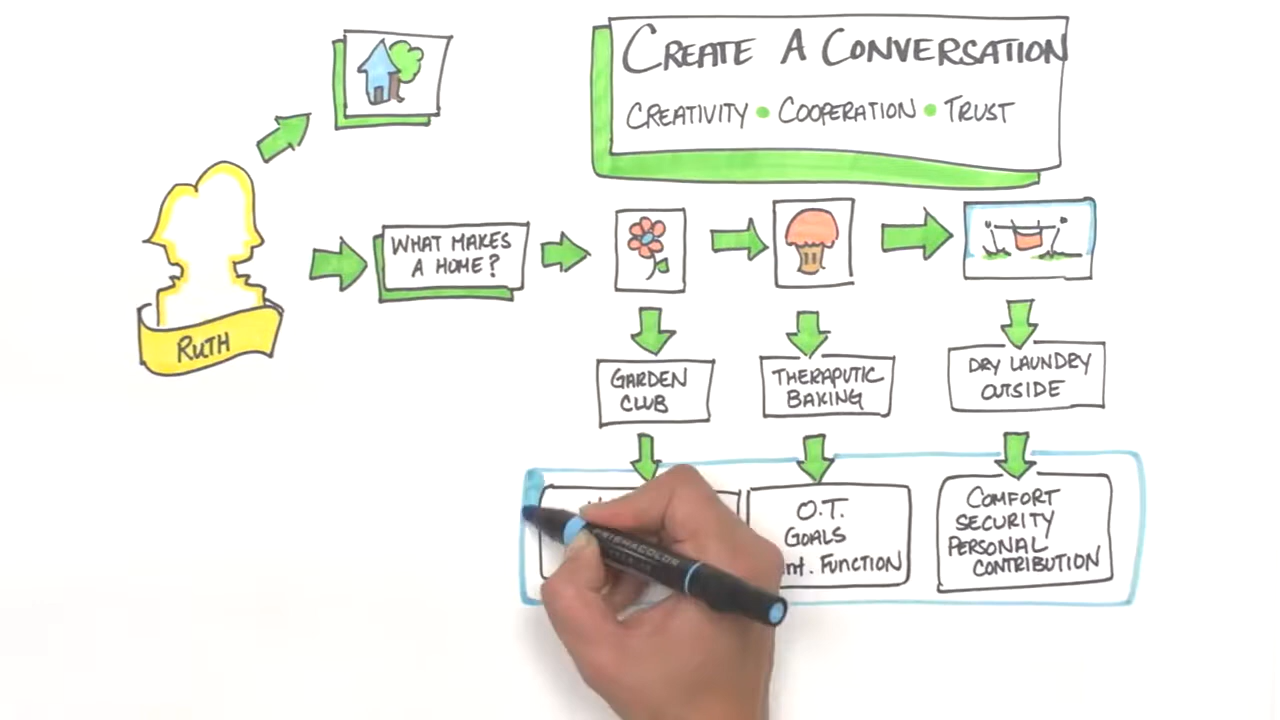 CREATE A CONVERSATION
CREATIVITY • COOPERATION • TRUST
WHAT MAKES
A HOME?
RUTH
GARDEN
CLUB
THERAPUTIC
BAKING
DRY LAUNDRY
OUTSIDE
O.T.
GOALS
FUNCTION
COMFORT
SECURITY
PERSONAL
CONTRIBUTION
PRISMACOLOR